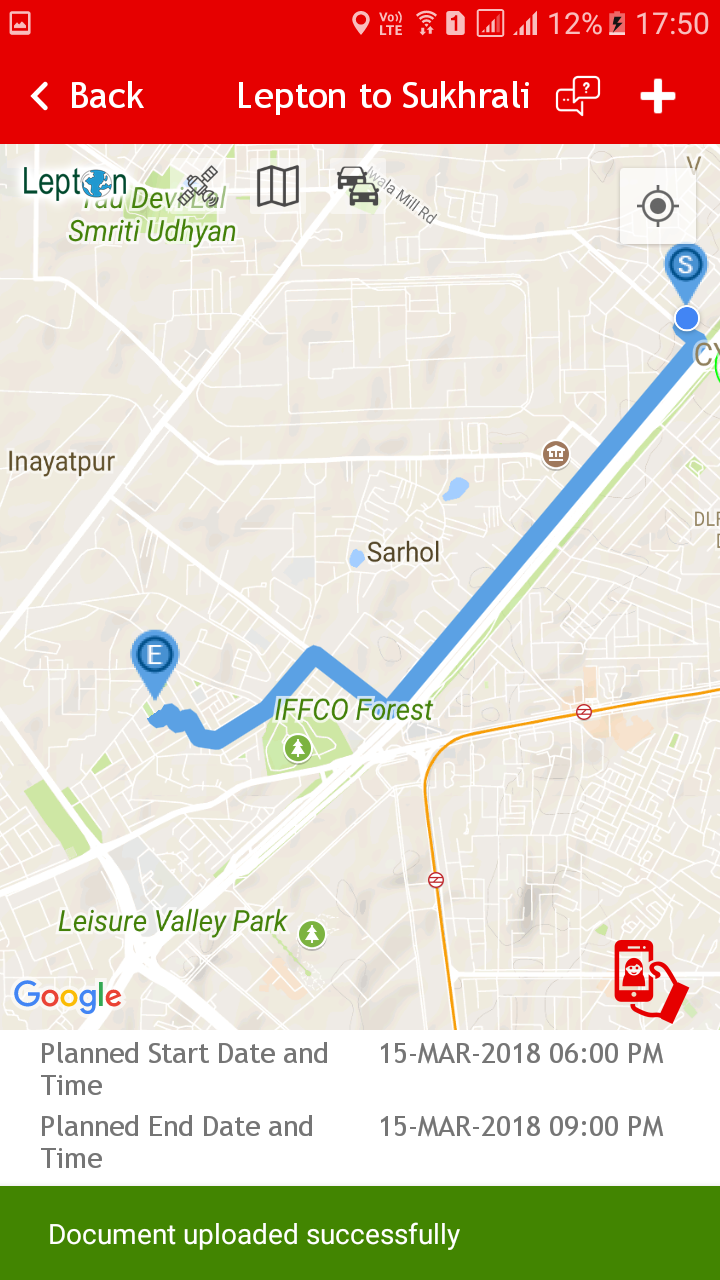 Vo))
LTE
1
12%
17:50
Back
Lepton to Sukhrali
?
Lepton
Tau Devi Lal
Smriti Udhyan
wala Mill Rd
V
S
CY
Inayatpur
DLF
D
Sarhol
E
IFFCO Forest
Leisure Valley Park
Google
Planned Start Date and Time 15-MAR-2018 06:00 PM
Planned End Date and Time 15-MAR-2018 09:00 PM
Document uploaded successfully